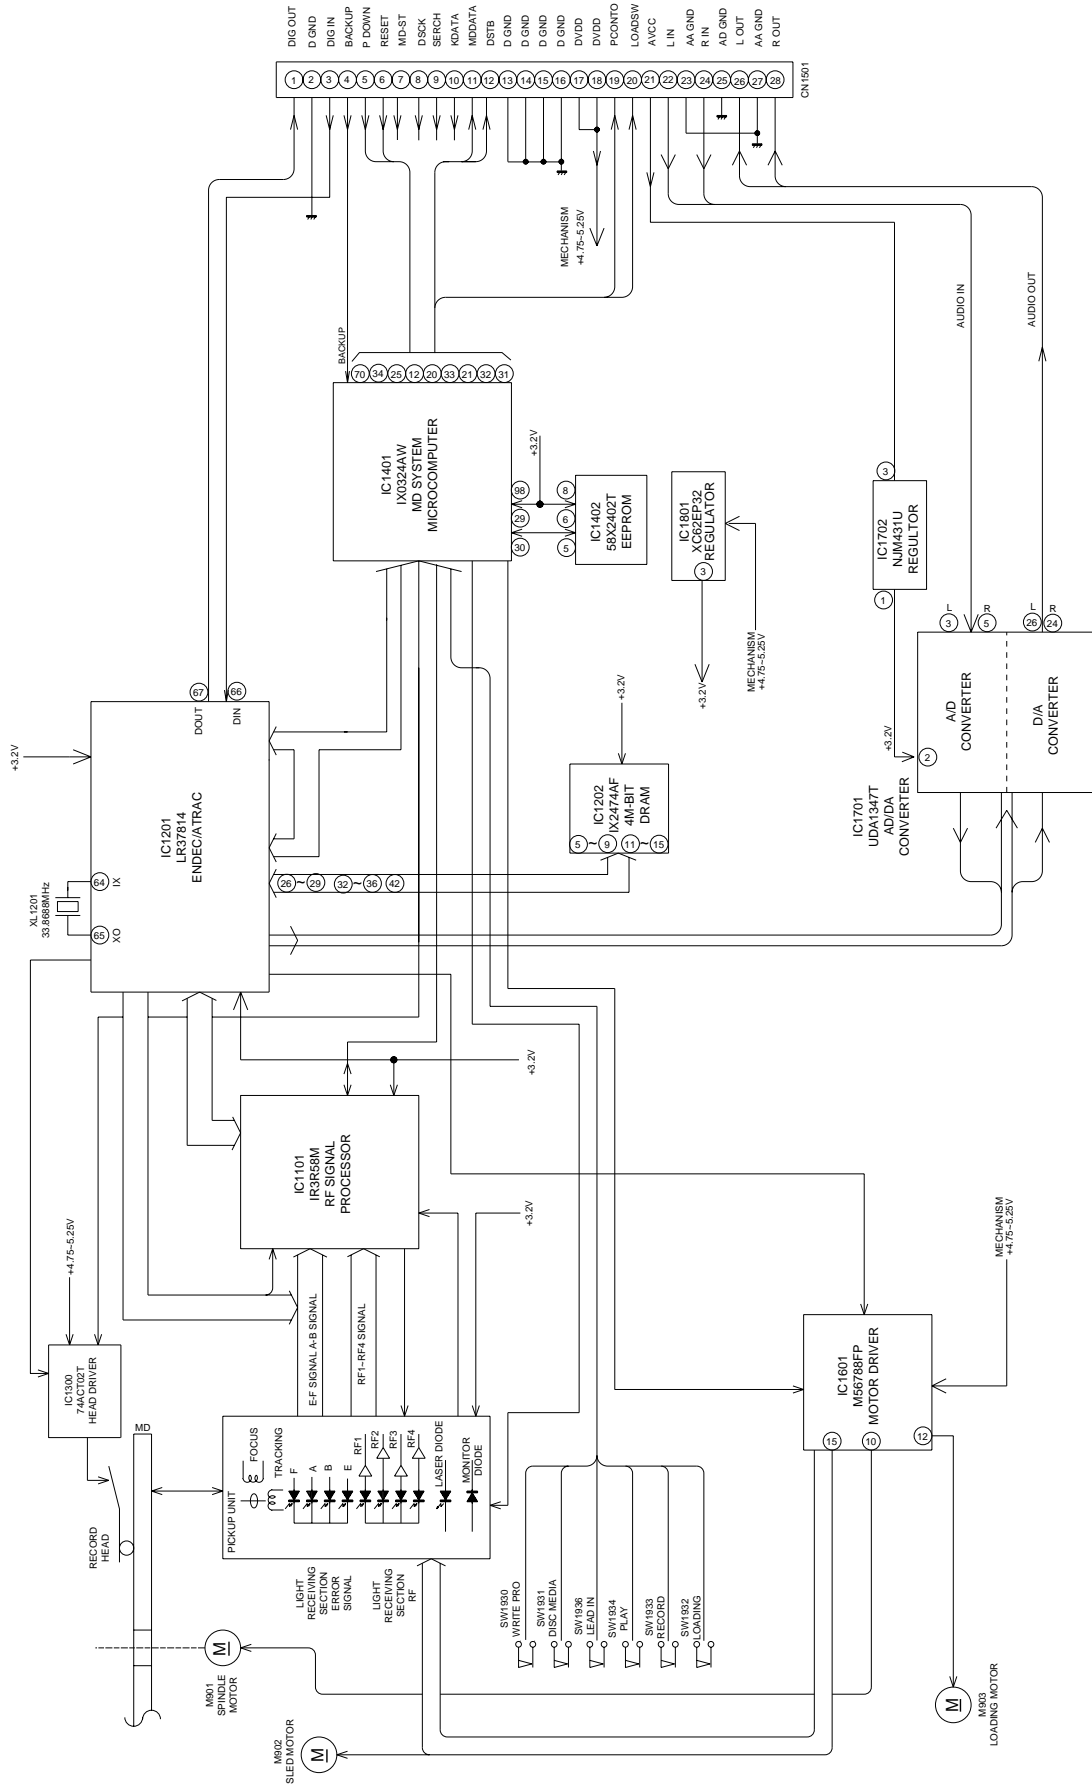 DIG OUT
D GND
DIG IN
BACKUP
P DOWN
RESET
MD-ST
DSCK
SERCH
KDATA
MDDATA
DSTB
D GND
D GND
D GND
D GND
DVDD
DVDD
PCONTO
LOADSW
AVCC
L IN
AA GND
R IN
AD GND
L OUT
AA GND
R OUT
1
2
3
4
5
6
7
8
9
10
11
12
13
14
15
16
17
18
19
20
21
22
23
24
25
26
27
28
CN1501
MECHANISM
+4.75~5.25V
AUDIO IN
AUDIO OUT
BACKUP
70
34
25
12
20
33
21
32
31
IC1401
IX0324AW
MD SYSTEM
MICROCOMPUTER
98
29
30
+3.2V
8
6
5
IC1402
58X2402T
EEPROM
IC1801
XC62EP32
REGULATOR
3
+3.2V
MECHANISM
+4.75~5.25V
3
IC1702
NJM431U
REGULTOR
1
L
3
R
5
L
26
R
24
+3.2V
2
A/D
CONVERTER
D/A
CONVERTER
IC1701
UDA1347T
AD/DA
CONVERTER
+3.2V
67
DOUT
66
DIN
IC1201
LR37814
ENDEC/ATRAC
XL1201
33.8688MHz
64
IX
65
XO
26~29
32~36
42
+3.2V
IC1202
IX2474AF
4M-BIT
DRAM
5~9
11~15
+3.2V
IC1101
IR3R58M
RF SIGNAL
PROCESSOR
+4.75~5.25V
IC1300
74ACT02T
HEAD DRIVER
E-F SIGNAL A-B SIGNAL
RF1~RF4 SIGNAL
+3.2V
MECHANISM
+4.75~5.25V
IC1601
M56788FP
MOTOR DRIVER
15
10
12
MD
RECORD
HEAD
PICKUP UNIT
FOCUS
TRACKING
F
A
B
E
RF1
RF2
RF3
RF4
LASER DIODE
MONITOR
DIODE
LIGHT
RECEIVING
SECTION
ERROR
SIGNAL
LIGHT
RECEIVING
SECTION
RF
SW1930
WRITE PRO
SW1931
DISC MEDIA
SW1936
LEAD IN
SW1934
PLAY
SW1933
RECORD
SW1932
LOADING
M
M901
SPINDLE
MOTOR
M
M902
SLED MOTOR
M
M903
LOADING MOTOR